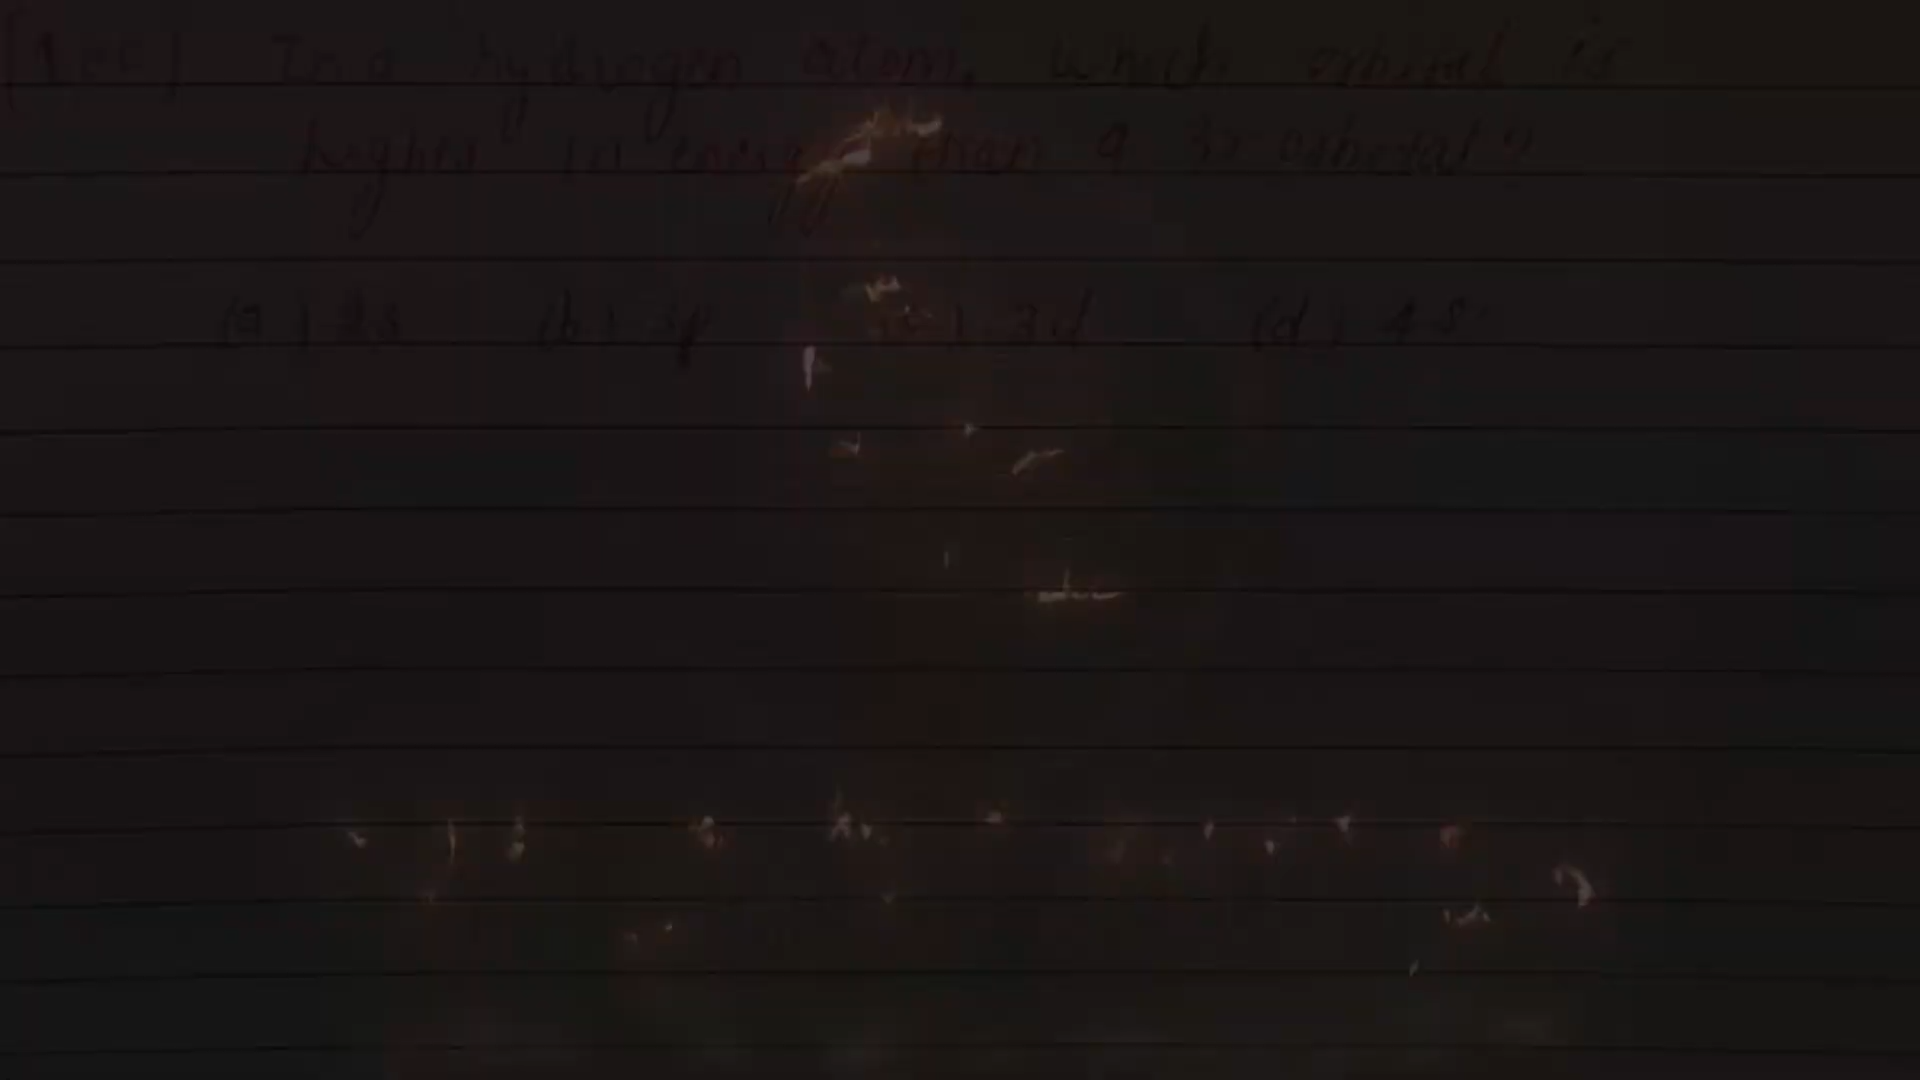 In a hydrogen atom, which orbital is
higher in energy than a 3s orbital?
(a) 2s (b) 3p (c) 3d (d) 4s